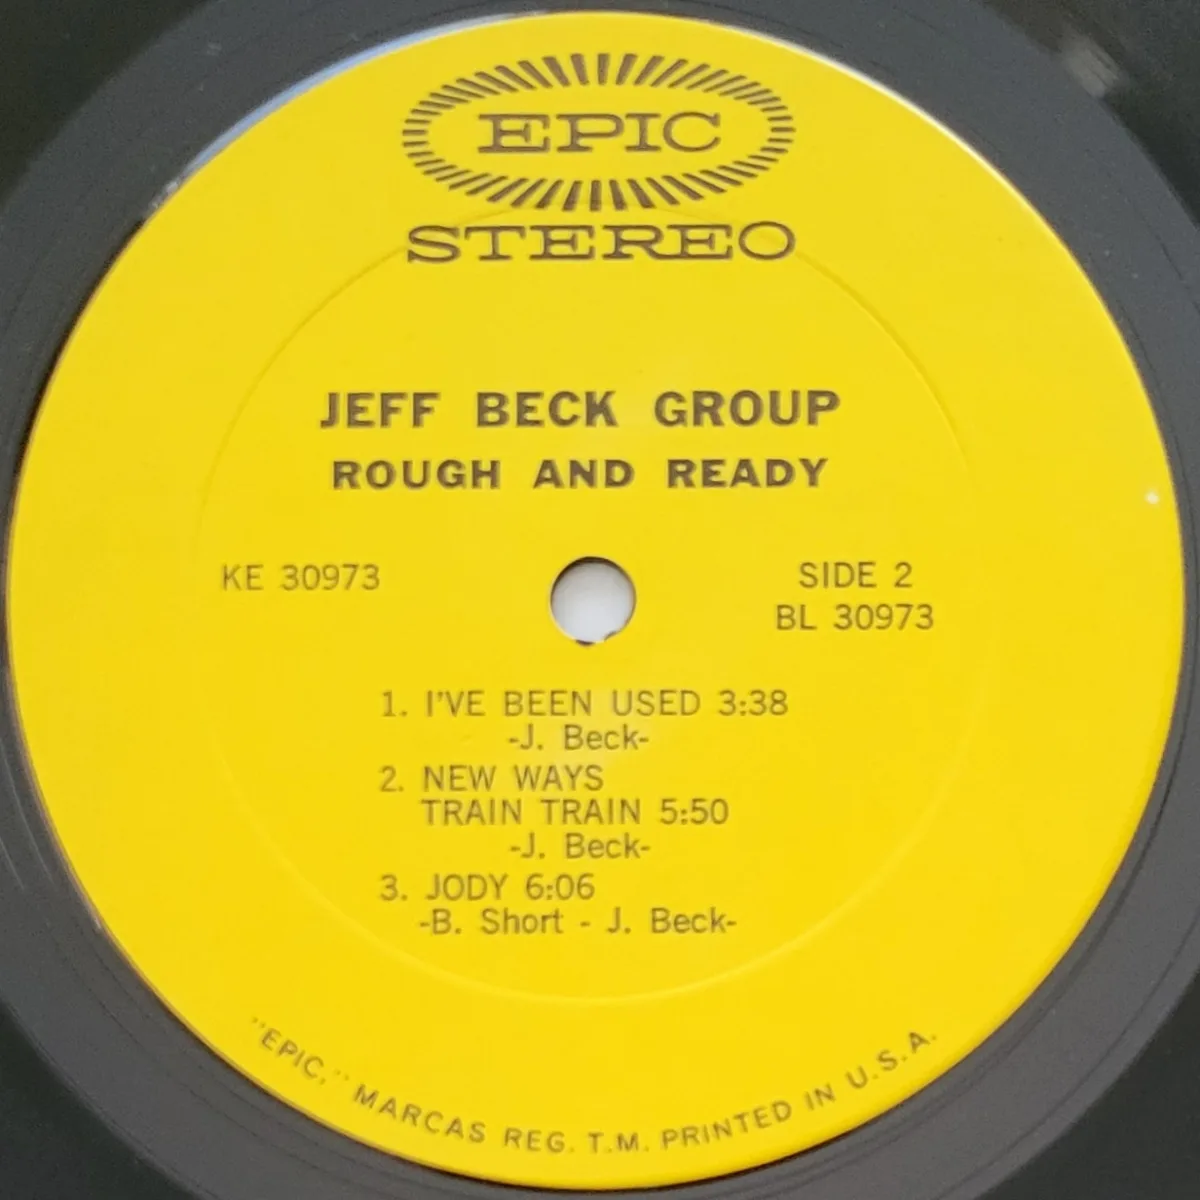 EPIC
STEREO
JEFF BECK GROUP
ROUGH AND READY
KE 30973
SIDE 2
BL 30973
1. I'VE BEEN USED 3:38
-J. Beck-
2. NEW WAYS
TRAIN TRAIN 5:50
-J. Beck-
3. JODY 6:06
-B. Short - J. Beck-
"EPIC," MARCAS REG. T.M. PRINTED IN U.S.A.